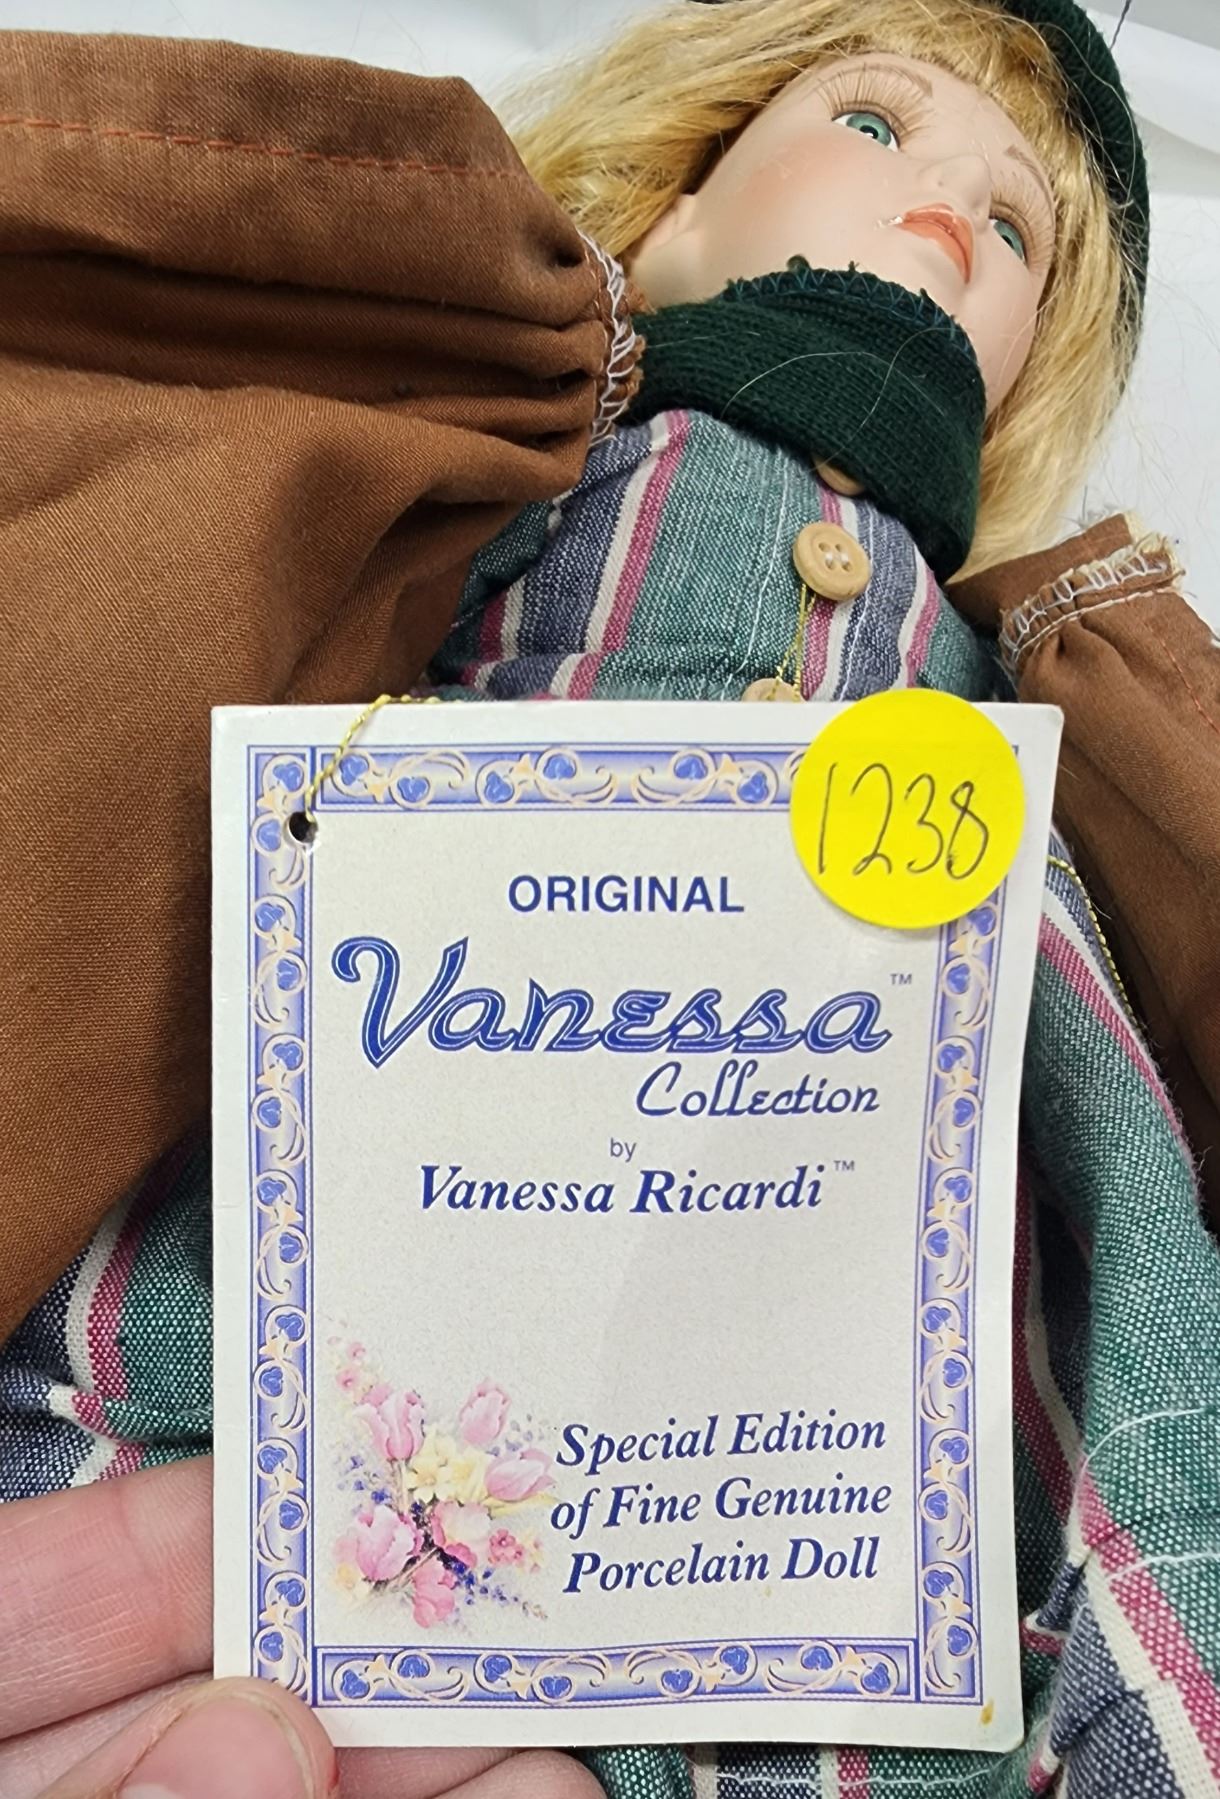 1238
ORIGINAL
Vanessa™
Collection
by
Vanessa Ricardi™
Special Edition
of Fine Genuine
Porcelain Doll